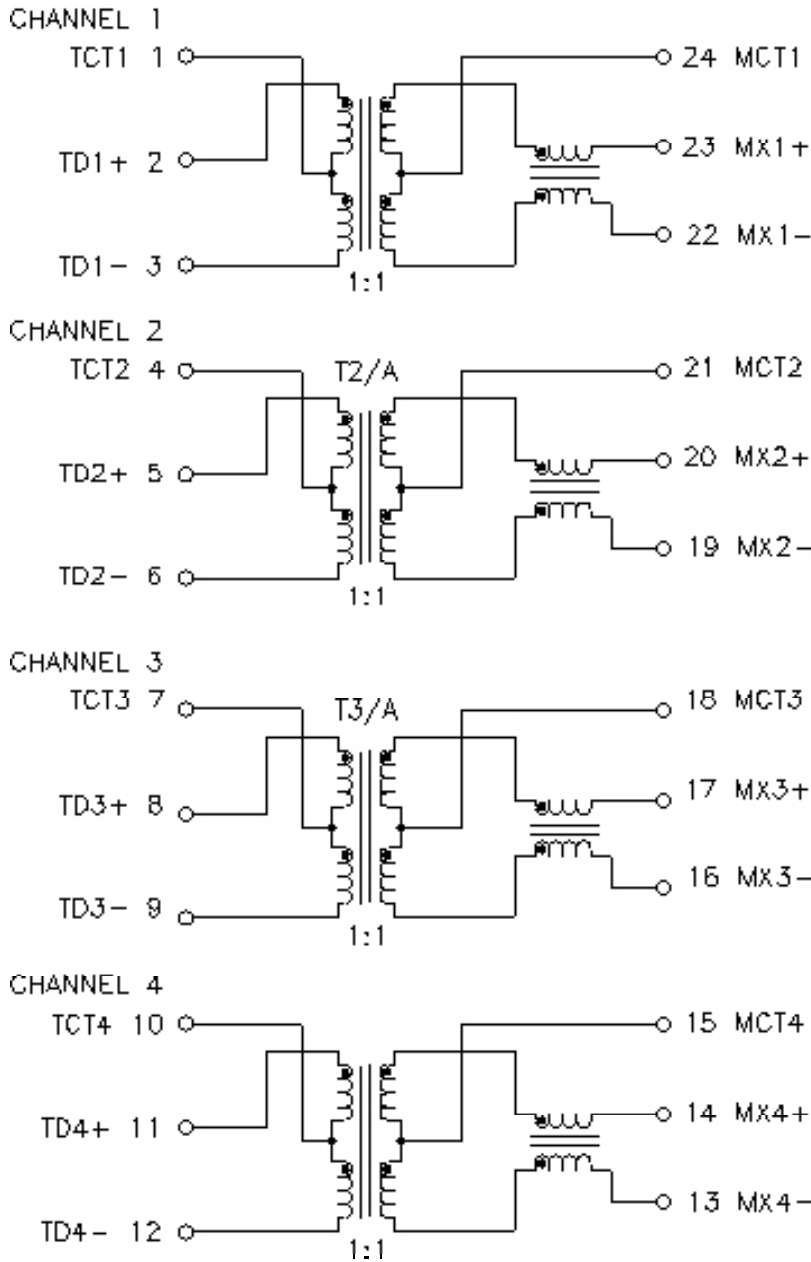 CHANNEL 1
TCT1 1
24 MCT1
TD1+ 2
23 MX1+
TD1- 3
22 MX1-
1:1
CHANNEL 2
TCT2 4
T2/A
21 MCT2
TD2+ 5
20 MX2+
TD2- 6
19 MX2-
1:1
CHANNEL 3
TCT3 7
T3/A
18 MCT3
TD3+ 8
17 MX3+
TD3- 9
16 MX3-
1:1
CHANNEL 4
TCT4 10
15 MCT4
TD4+ 11
14 MX4+
TD4- 12
13 MX4-
1:1